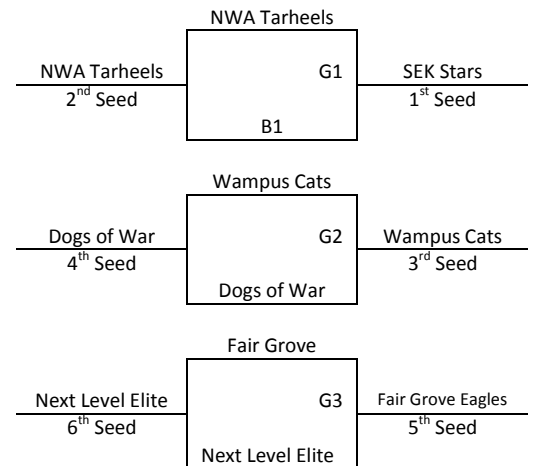 NWA Tarheels
NWA Tarheels G1 SEK Stars
2nd Seed 1st Seed
B1
Wampus Cats
Dogs of War G2 Wampus Cats
4th Seed 3rd Seed
Dogs of War
Fair Grove
Next Level Elite G3 Fair Grove Eagles
6th Seed 5th Seed
Next Level Elite